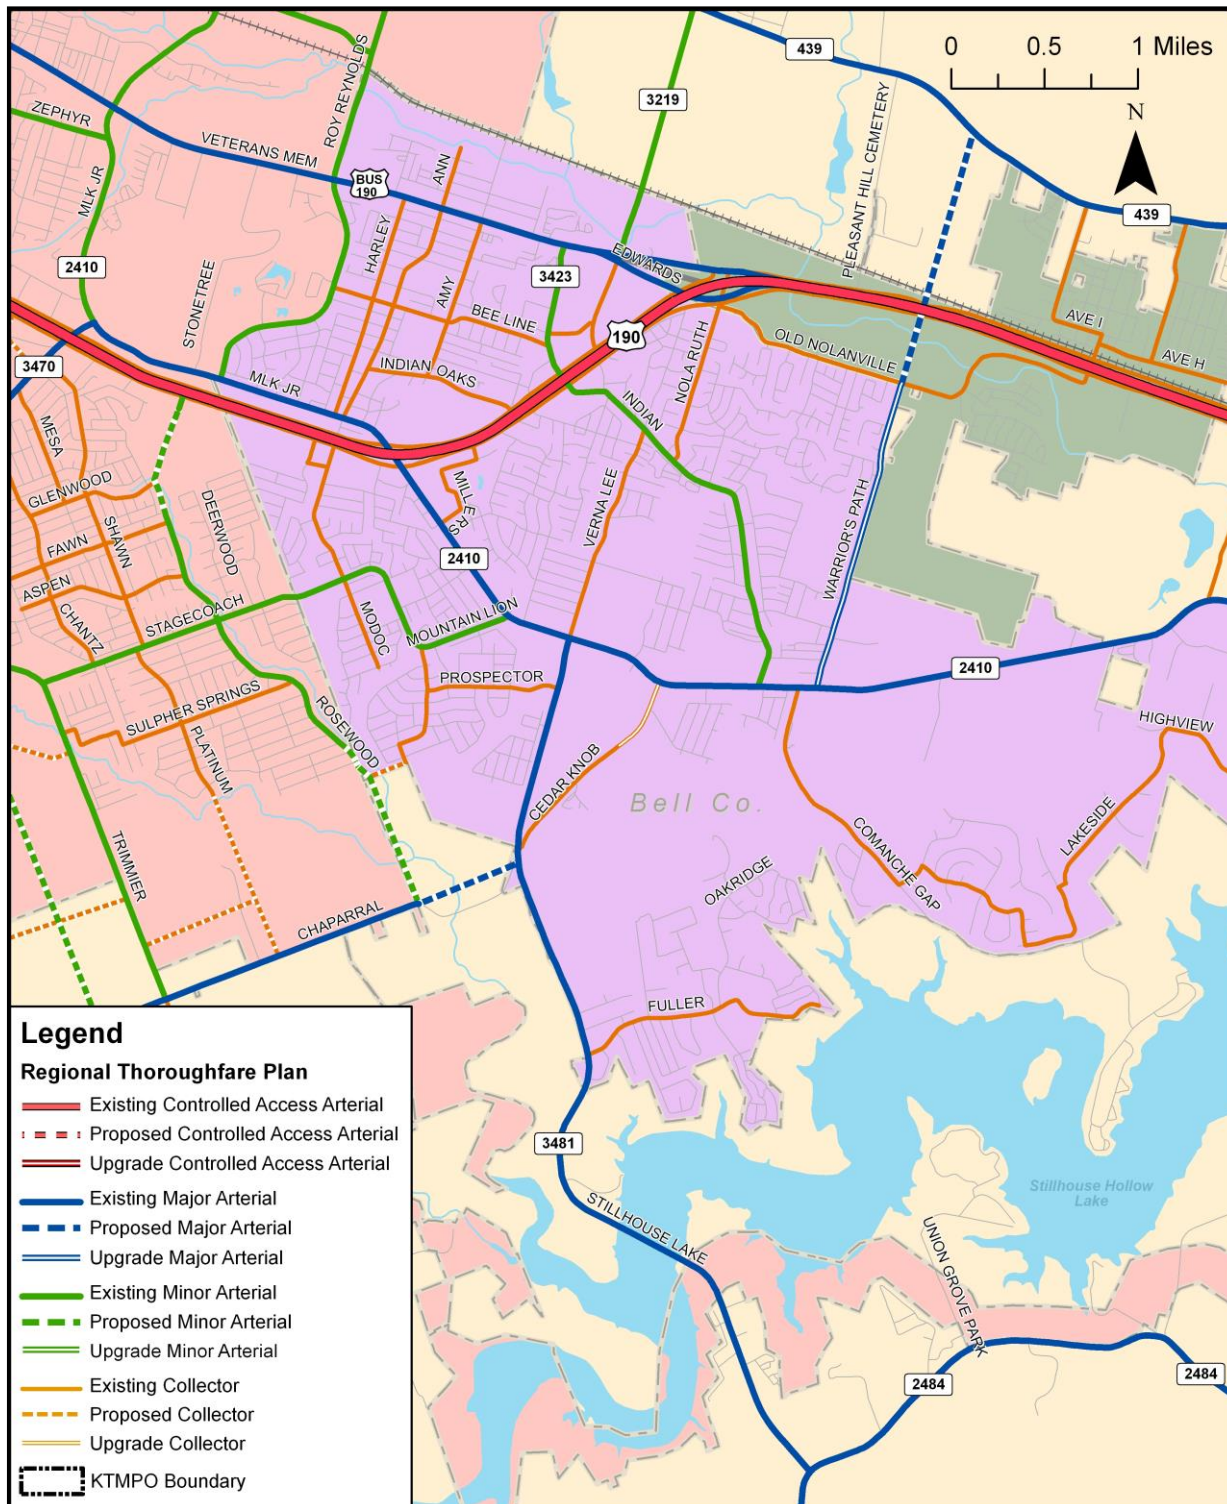 439
0 0.5 1 Miles
N
ZEPHYR
VETERANS MEM
ROY REYNOLDS
3219
PLEASANT HILL CEMETERY
BUS
190
ANN
439
MLK JR
HARLEY
2410
STONETREE
3423
EDWARDS
AMY
BEE LINE
190
AVE I
OLD NOLANVILLE
AVE H
3470
MLK JR
INDIAN OAKS
NOLA RUTH
INDIAN
MESA
GLENWOOD
DEERWOOD
MILLERS
VERNA LEE
SHAWN
FAWN
2410
WARRIOR'S PATH
ASPEN
CHANTZ
STAGECOACH
MODOC
MOUNTAIN LION
2410
PROSPECTOR
SULPHER SPRINGS
ROSEWOOD
PLATINUM
HIGHVIEW
CEDAR KNOB
Bell Co.
TRIMMIER
COMANCHE GAP
LAKESIDE
OAKRIDGE
CHAPARRAL
FULLER
3481
STILLHOUSE LAKE
Stillhouse Hollow
Lake
UNION GROVE PARK
2484
2484
Legend
Regional Thoroughfare Plan
Existing Controlled Access Arterial
Proposed Controlled Access Arterial
Upgrade Controlled Access Arterial
Existing Major Arterial
Proposed Major Arterial
Upgrade Major Arterial
Existing Minor Arterial
Proposed Minor Arterial
Upgrade Minor Arterial
Existing Collector
Proposed Collector
Upgrade Collector
KTMPO Boundary